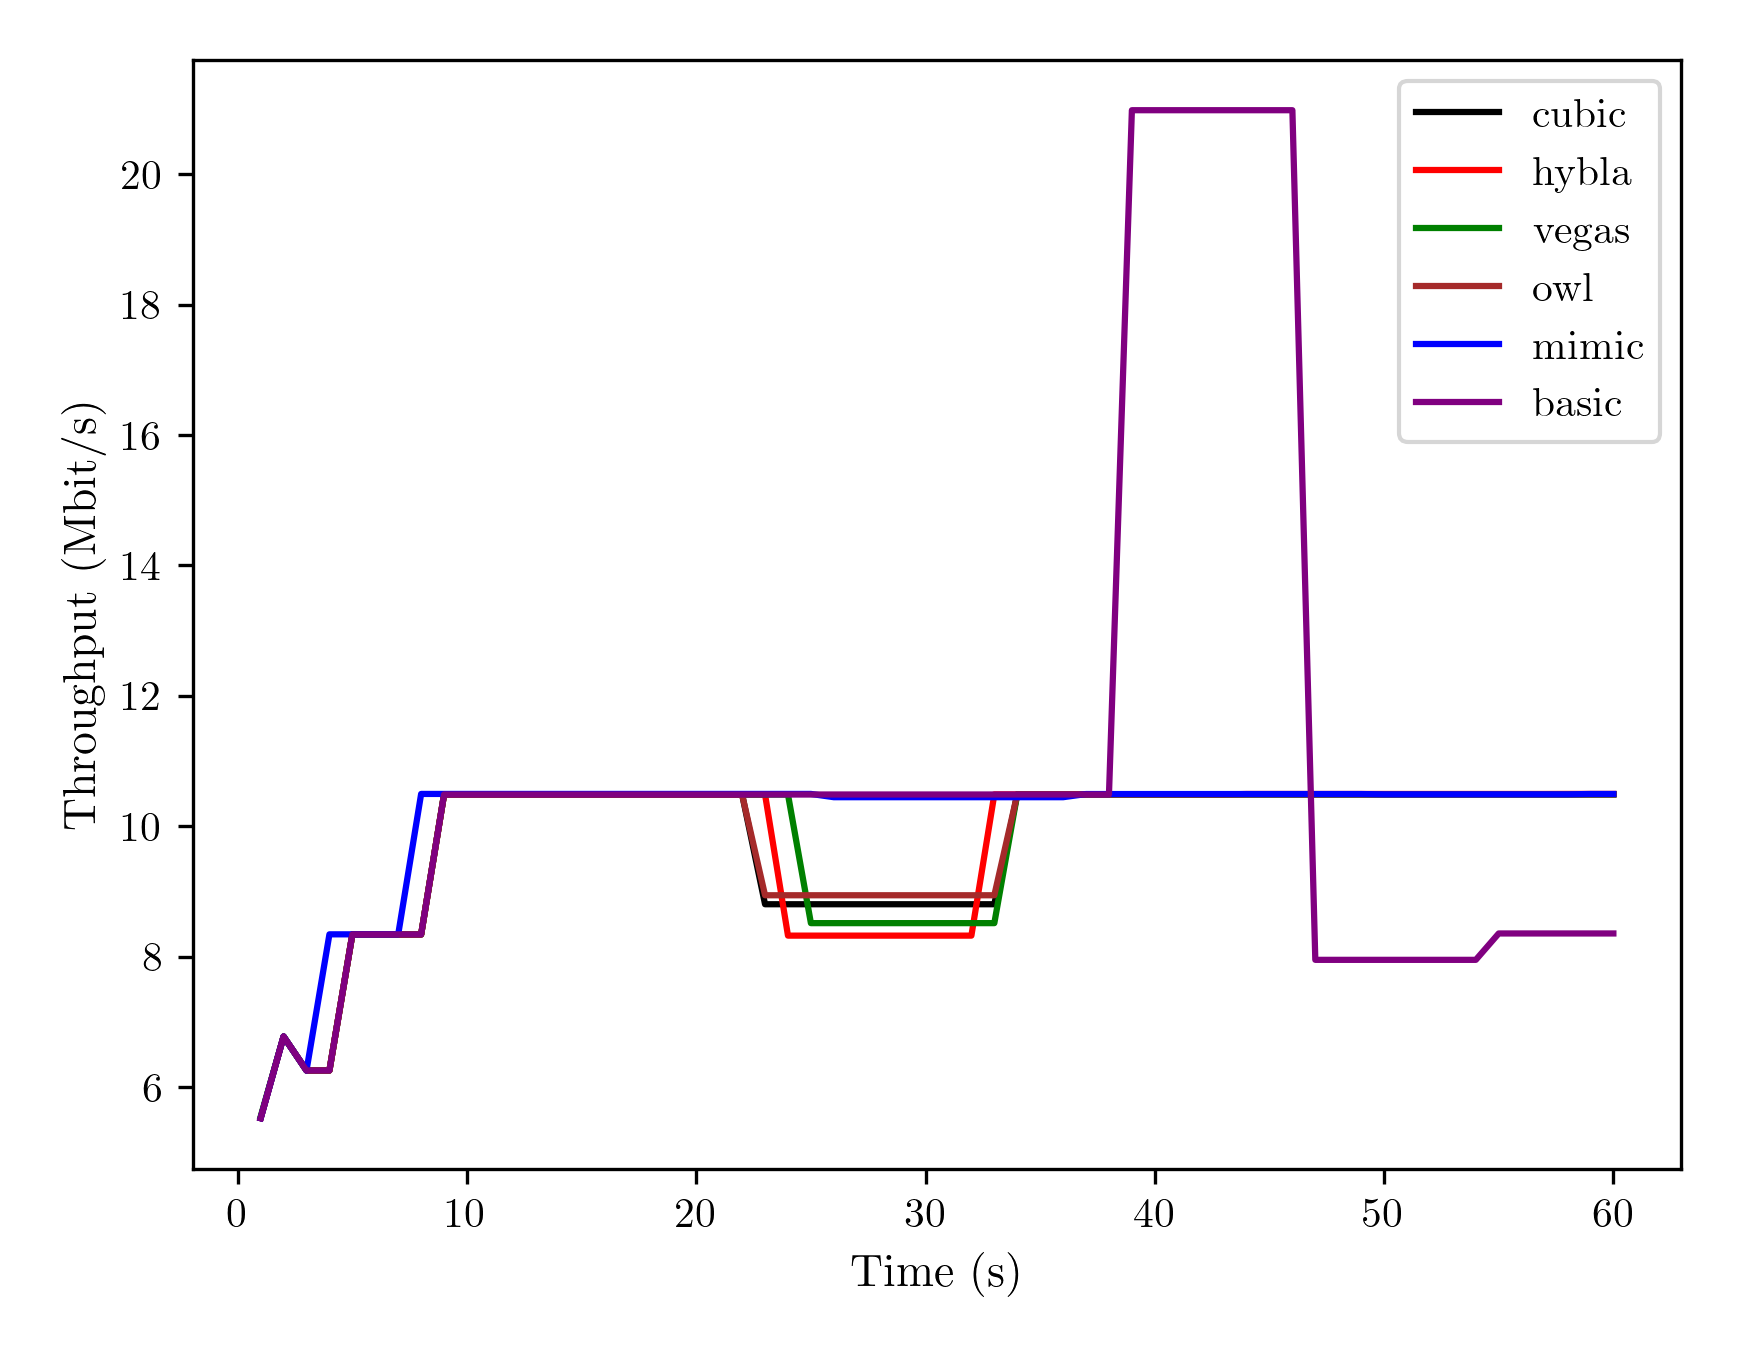 Throughput (Mbit/s)
20
18
16
14
12
10
8
6
0 10 20 30 40 50 60
Time (s)
cubic
hybla
vegas
owl
mimic
basic